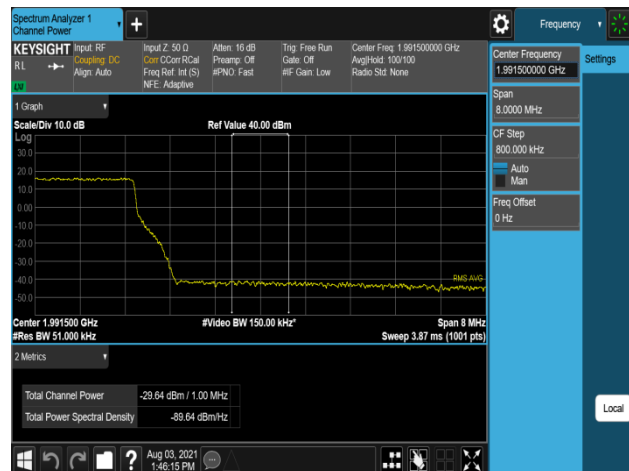 Spectrum Analyzer 1
Channel Power
Frequency
KEYSIGHT
RL
LW
Input: RF
Coupling: DC
Align: Auto
Input Z: 50 Ω
Corr CCorr RCal
Freq Ref: Int (S)
NFE: Adaptive
Atten: 16 dB
Preamp: Off
#PNO: Fast
Trig: Free Run
Gate: Off
#IF Gain: Low
Center Freq: 1.991500000 GHz
Avg|Hold: 100/100
Radio Std: None
Center Frequency
1.991500000 GHz
Settings
Span
8.0000 MHz
CF Step
800.000 kHz
Auto
Man
Freq Offset
0 Hz
1 Graph
Scale/Div 10.0 dB
Ref Value 40.00 dBm
Log
30.0
20.0
10.0
0.00
-10.0
-20.0
-30.0
-40.0
-50.0
RMS AVG
Center 1.991500 GHz
#Video BW 150.00 kHz*
Span 8 MHz
#Res BW 51.000 kHz
Sweep 3.87 ms (1001 pts)
2 Metrics
Total Channel Power
-29.64 dBm / 1.00 MHz
Total Power Spectral Density
-89.64 dBm/Hz
Local
?
Aug 03, 2021
1:46:15 PM